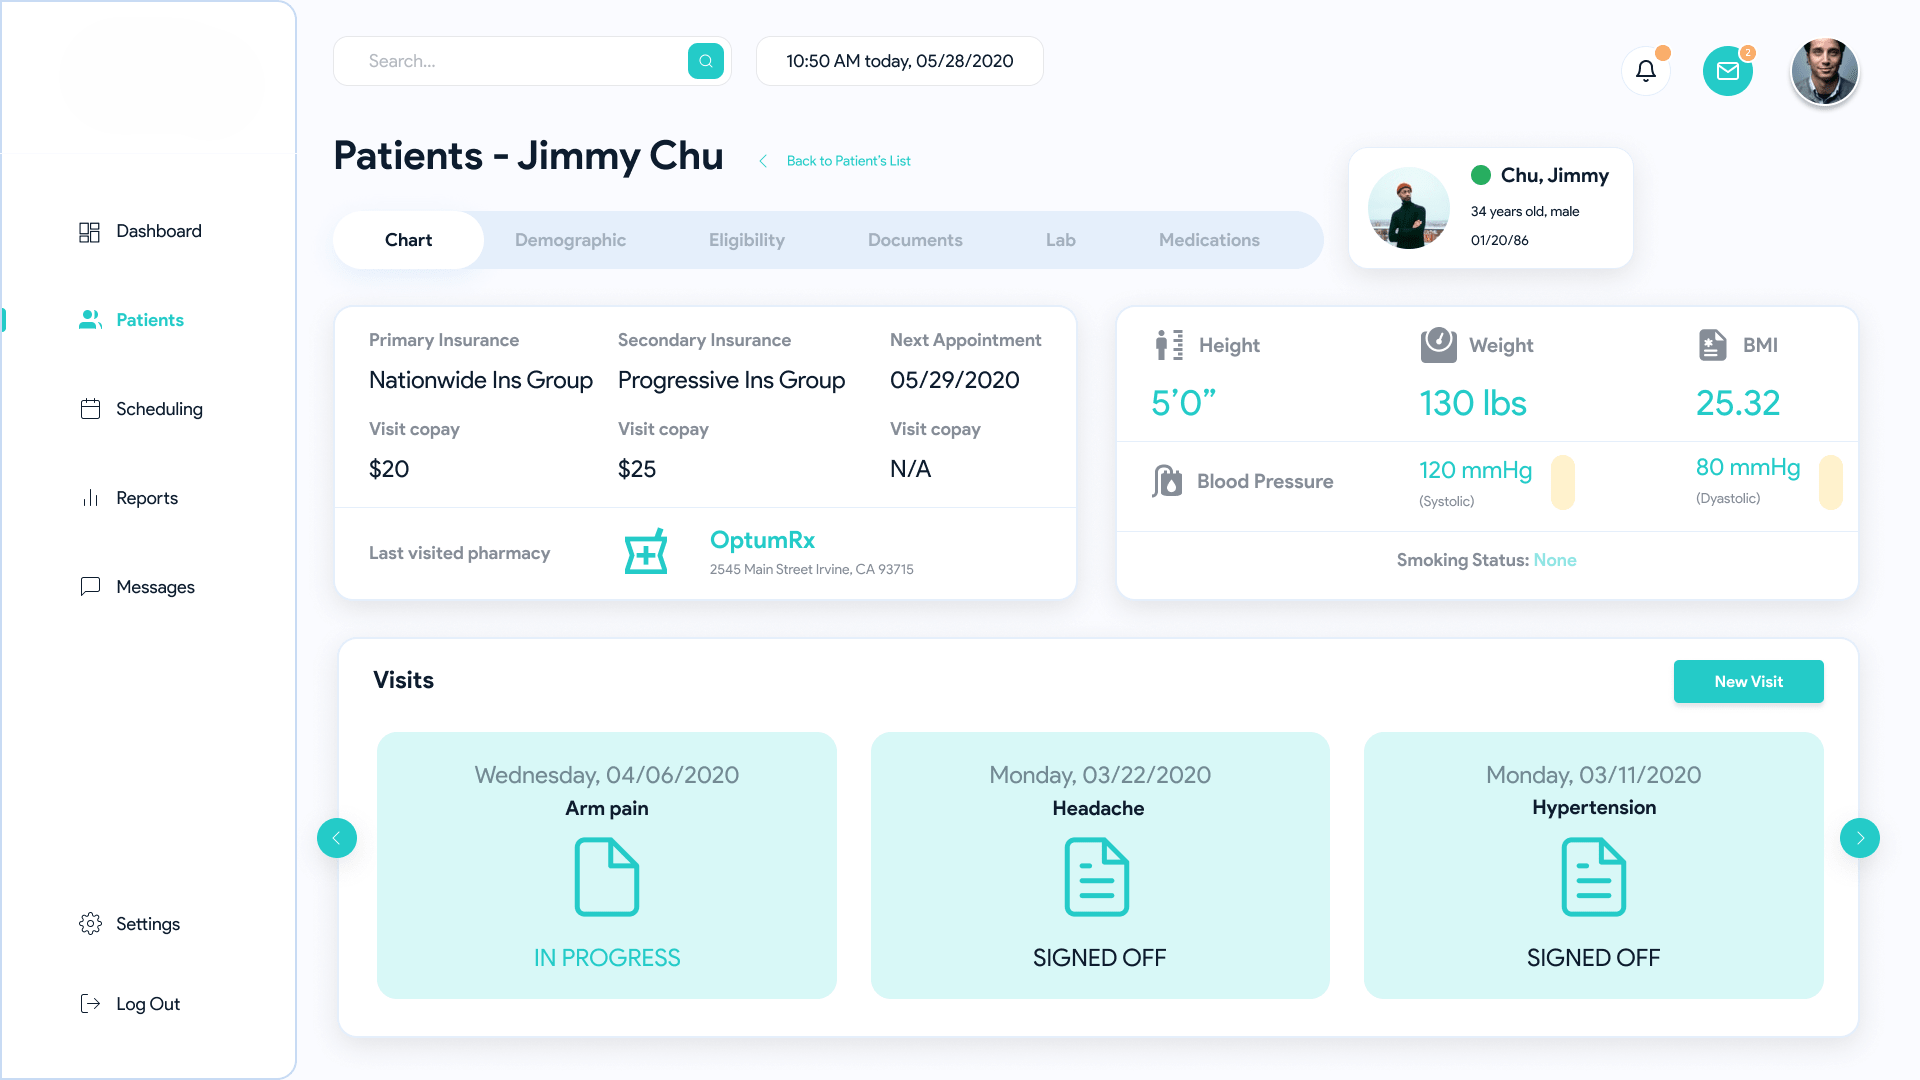 Search...
10:50 AM today, 05/28/2020
2
Patients - Jimmy Chu
Back to Patient's List
Chu, Jimmy
34 years old, male
01/20/86
Dashboard
Patients
Scheduling
Reports
Messages
Settings
Log Out
Chart
Demographic
Eligibility
Documents
Lab
Medications
Primary Insurance
Secondary Insurance
Next Appointment
Nationwide Ins Group
Progressive Ins Group
05/29/2020
Visit copay
Visit copay
Visit copay
$20
$25
N/A
Last visited pharmacy
OptumRx
2545 Main Street Irvine, CA 93715
Height
Weight
BMI
5’0”
130 lbs
25.32
Blood Pressure
120 mmHg
(Systolic)
80 mmHg
(Dyastolic)
Smoking Status: None
Visits
New Visit
Wednesday, 04/06/2020
Arm pain
IN PROGRESS
Monday, 03/22/2020
Headache
SIGNED OFF
Monday, 03/11/2020
Hypertension
SIGNED OFF